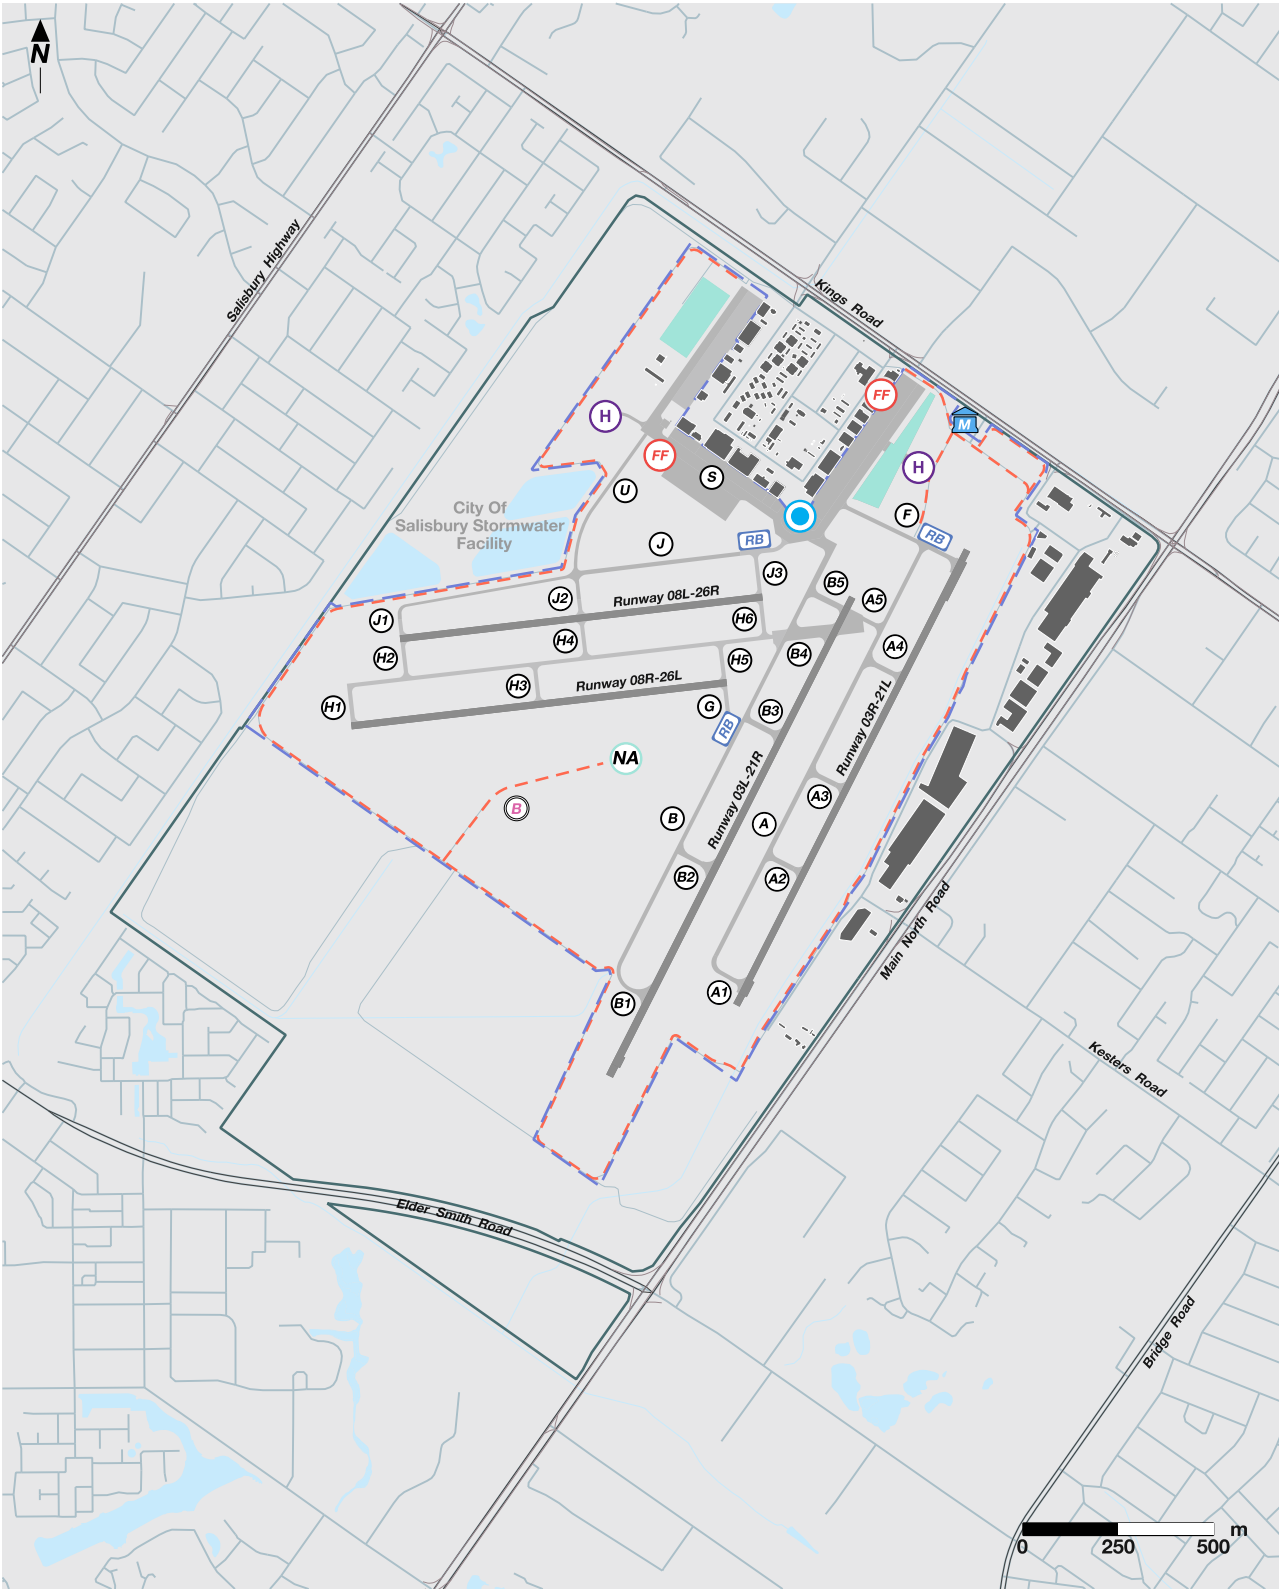 N
Salisbury Highway
Kings Road
FF
M
H
H
FF
S
U
F
City Of
Salisbury Stormwater
Facility
RB
RB
J
J3
B5
J2
Runway 08L-26R
A5
J1
H6
H4
A4
H2
B4
H5
H3
Runway 08R-26L
H1
G
B3
RB
Runway 03R-21L
NA
A3
B
Runway 03L-21R
B
A
B2
A2
Main North Road
A1
B1
Kesters Road
Elder Smith Road
Bridge Road
m
0 250 500